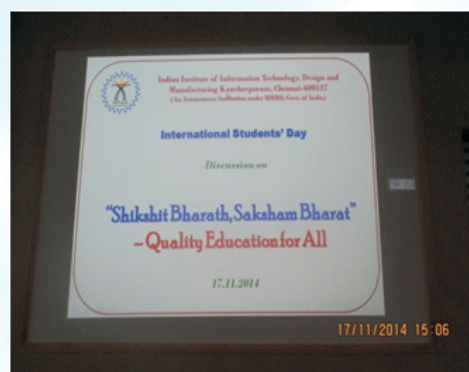 Indian Institute of Information Technology, Design and
Manufacturing Kancheepuram, Chennai-600127
(An Autonomous Institution under MHRD, Govt. of India)
International Students' Day
Discussion on
"Shikshit Bharath, Saksham Bharat"
– Quality Education for All
17.11.2014
17/11/2014 15:06